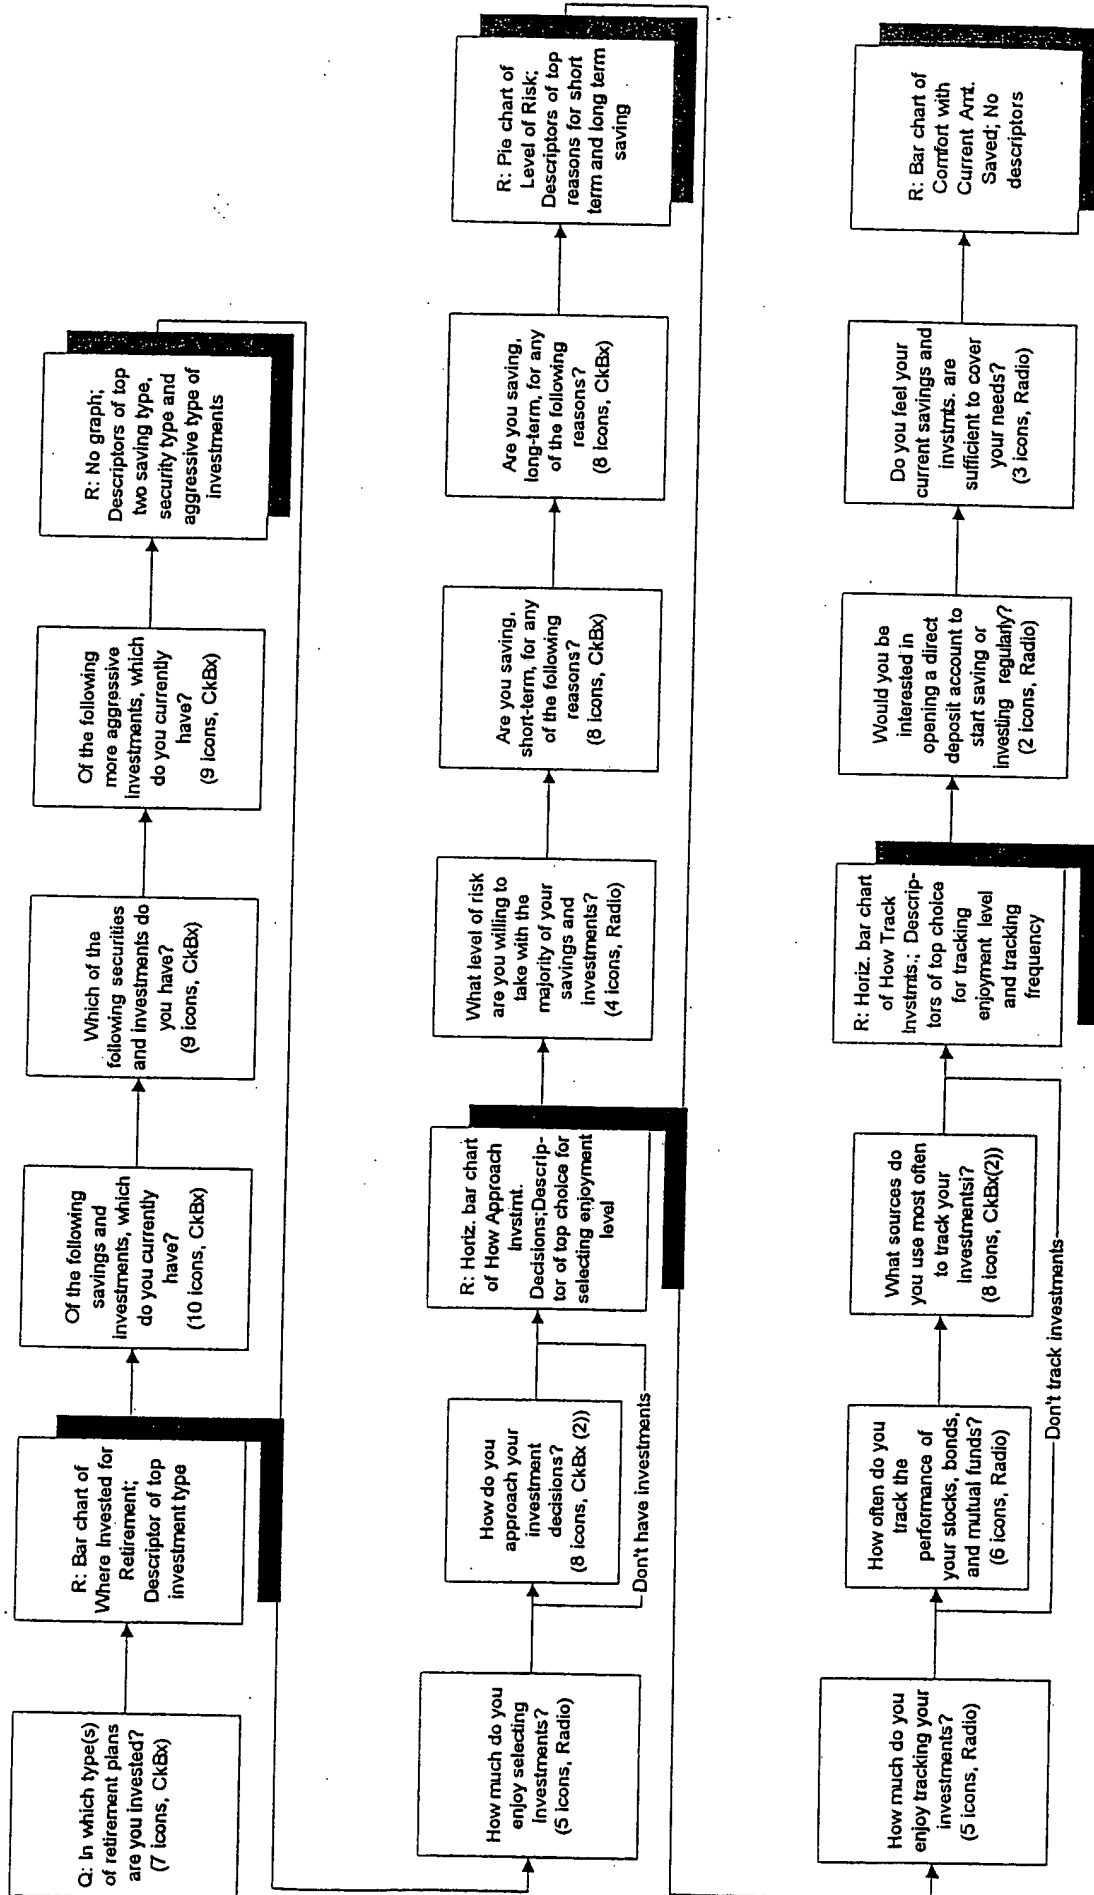 Q: In which type(s)
of retirement plans
are you invested?
(7 icons, CkBx)
R: Bar chart of
Where Invested for
Retirement;
Descriptor of top
investment type
Of the following
savings and
investments, which
do you currently
have?
(10 icons, CkBx)
Which of the
following securities
and investments do
you have?
(9 icons, CkBx)
Of the following
more aggressive
investments, which
do you currently
have?
(9 icons, CkBx)
R: No graph;
Descriptors of top
two saving type,
security type and
aggressive type of
investments
How much do you
enjoy selecting
investments?
(5 icons, Radio)
How do you
approach your
investment
decisions?
(8 icons, CkBx (2))
Don't have investments
R: Horiz. bar chart
of How Approach
Invstmt.
Decisions;Descrip-
tor of top choice for
selecting enjoyment
level
What level of risk
are you willing to
take with the
majority of your
savings and
investments?
(4 icons, Radio)
Are you saving,
short-term, for any
of the following
reasons?
(8 icons, CkBx)
Are you saving,
long-term, for any
of the following
reasons?
(8 icons, CkBx)
R: Pie chart of
Level of Risk;
Descriptors of top
reasons for short
term and long term
saving
How much do you
enjoy tracking your
investments?
(5 icons, Radio)
How often do you
track the
performance of
your stocks, bonds,
and mutual funds?
(6 icons, Radio)
What sources do
you use most often
to track your
investmentsi?
(8 icons, CkBx(2))
Don't track investments
R: Horiz. bar chart
of How Track
Invstmts.; Descrip-
tors of top choice
for tracking
enjoyment level
and tracking
frequency
Would you be
interested in
opening a direct
deposit account to
start saving or
investing regularly?
(2 icons, Radio)
Do you feel your
current savings and
invstmts. are
sufficient to cover
your needs?
(3 icons, Radio)
R: Bar chart of
Comfort with
Current Amt.
Saved; No
descriptors